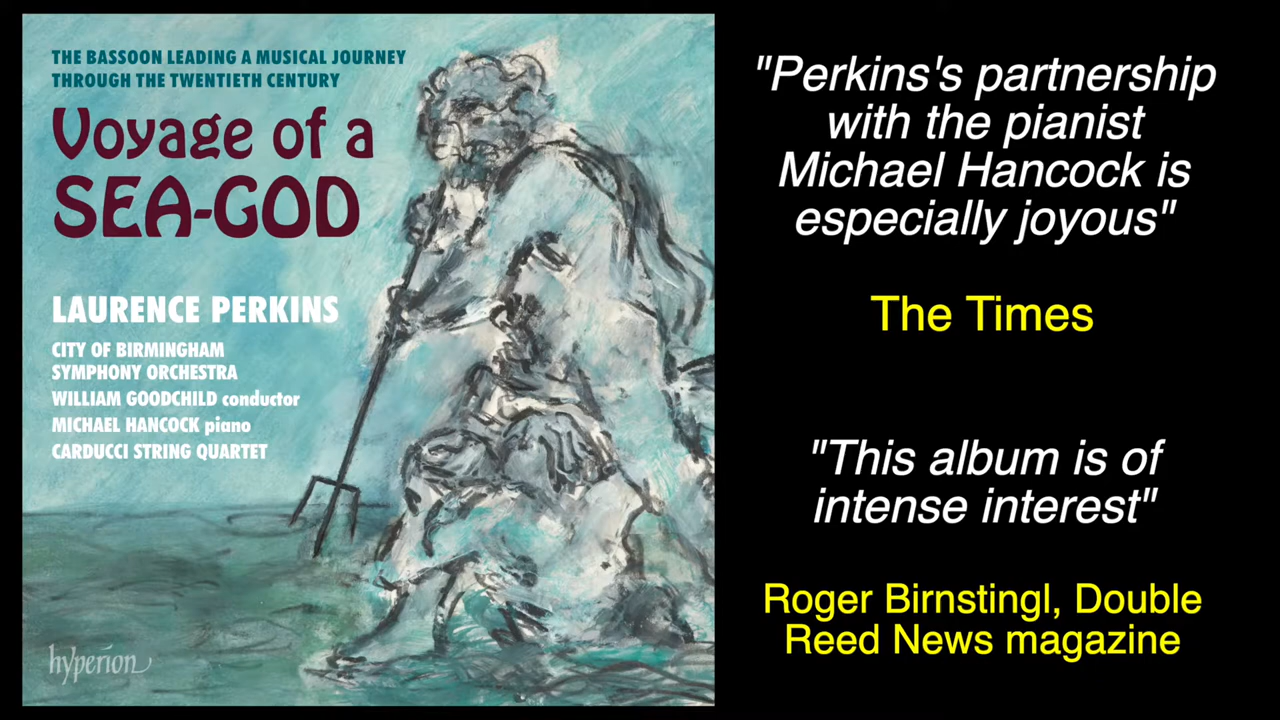 THE BASSOON LEADING A MUSICAL JOURNEY
THROUGH THE TWENTIETH CENTURY
Voyage of a
SEA-GOD
LAURENCE PERKINS
CITY OF BIRMINGHAM
SYMPHONY ORCHESTRA
WILLIAM GOODCHILD conductor
MICHAEL HANCOCK piano
CARDUCCI STRING QUARTET
hyperion
"Perkins's partnership
with the pianist
Michael Hancock is
especially joyous"
The Times
"This album is of
intense interest"
Roger Birnstingl, Double
Reed News magazine